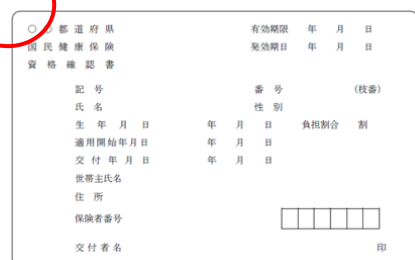 ○○都道府県 有効期限 年 月 日
国民健康保険 発効期日 年 月 日
資格確認書
記号 番号 (枝番)
氏名 性別
生年月日 年 月 日 負担割合 割
適用開始年月日 年 月 日
交付年月日 年 月 日
世帯主氏名
住所
保険者番号
交付者名 印